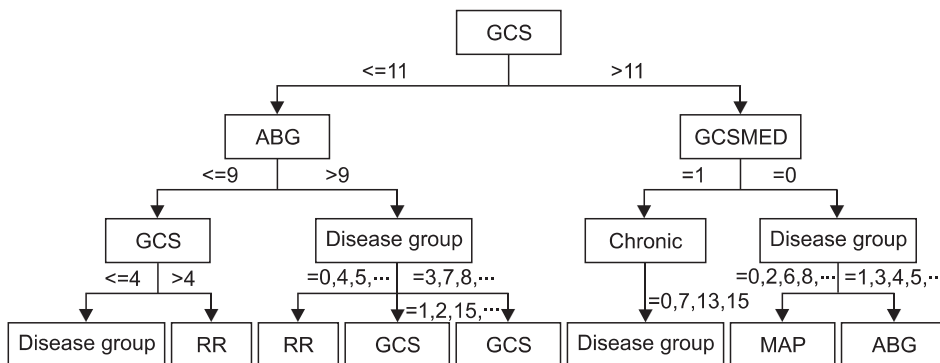 GCS
<=11 >11
ABG GCSMED
<=9 >9 =1 =0
GCS Disease group Chronic Disease group
<=4 >4 =0,4,5,··· =3,7,8,··· =0,2,6,8,··· =1,3,4,5,··
=1,2,15,··· =0,7,13,15
Disease group RR RR GCS GCS Disease group MAP ABG